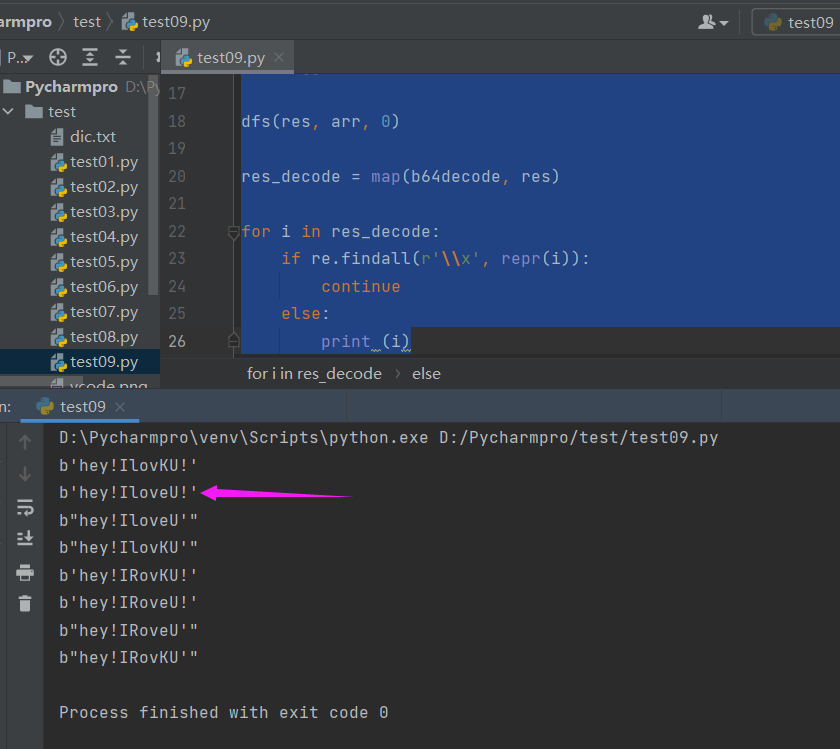 armpro test test09.py test09
P... test09.py
Pycharmpro D:\Py
test
dic.txt
test01.py
test02.py
test03.py
test04.py
test05.py
test06.py
test07.py
test08.py
test09.py
vcode.png
17
18 dfs(res, arr, 0)
19
20 res_decode = map(b64decode, res)
21
22 for i in res_decode:
23 if re.findall(r'\\x', repr(i)):
24 continue
25 else:
26 print (i)
for i in res_decode › else
n: test09
D:\Pycharmpro\venv\Scripts\python.exe D:/Pycharmpro/test/test09.py
b'hey!IlovKU!'
b'hey!IloveU!'
b"hey!IloveU'"
b"hey!IlovKU'"
b'hey!IRovKU!'
b'hey!IRoveU!'
b"hey!IRoveU'"
b"hey!IRovKU'"
Process finished with exit code 0